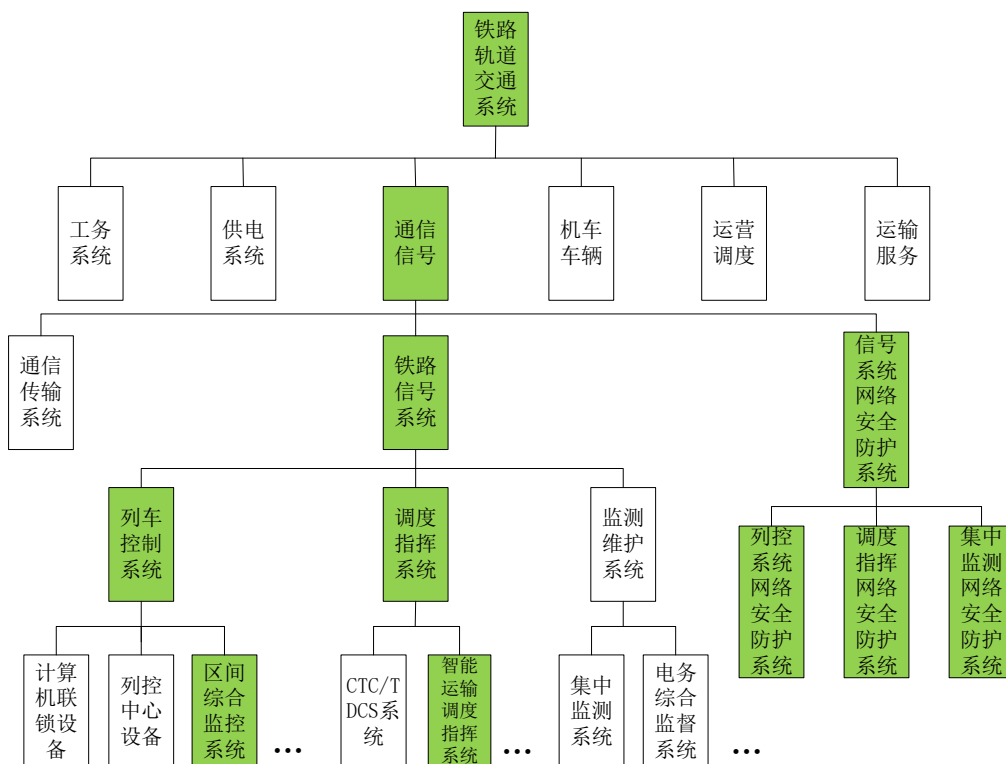 铁路
轨道
交通
系统
工务
系统
供电
系统
通信
信号
机车
车辆
运营
调度
运输
服务
通信
传输
系统
铁路
信号
系统
信号
系统
网络
安全
防护
系统
列车
控制
系统
调度
指挥
系统
监测
维护
系统
列控
系统
网络
安全
防护
系统
调度
指挥
网络
安全
防护
系统
集中
监测
网络
安全
防护
系统
计算
机联
锁设
备
列控
中心
设备
区间
综合
监控
系统
...
CTC/T
DCS系
统
智能
运输
调度
指挥
系统
...
集中
监测
系统
电务
综合
监督
系统
...